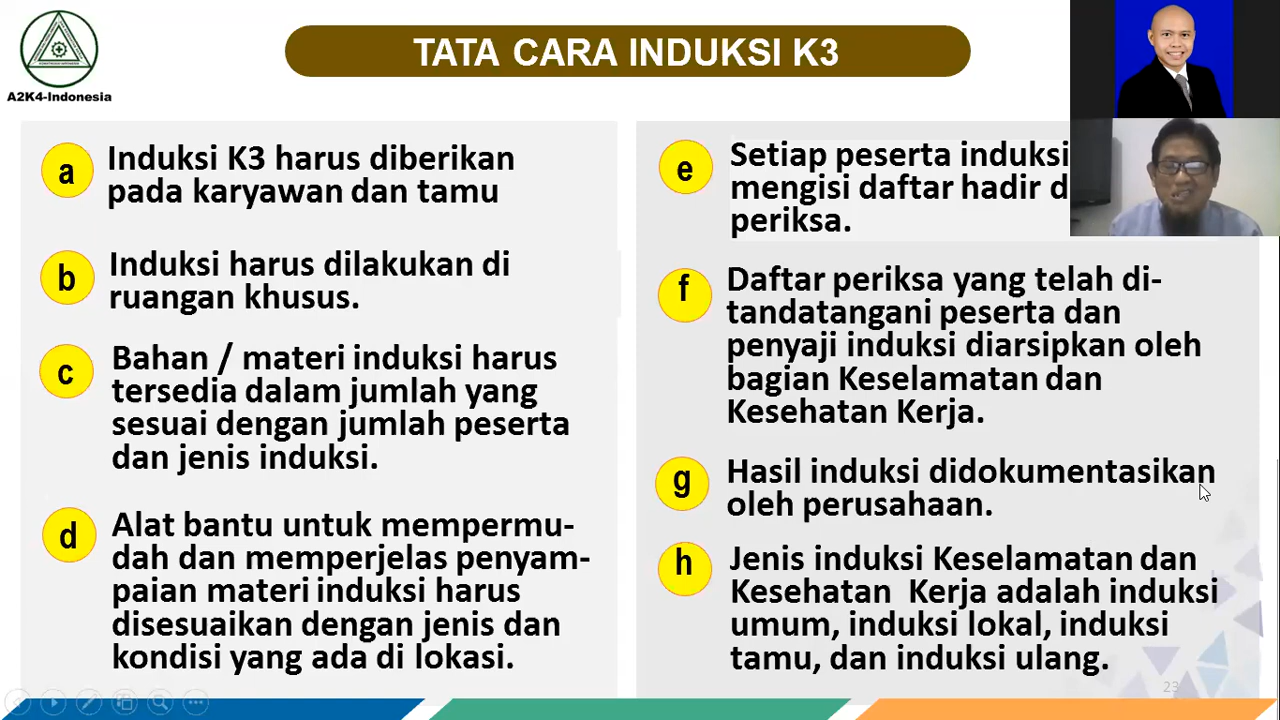 A2K4-Indonesia
TATA CARA INDUKSI K3
a
Induksi K3 harus diberikan
pada karyawan dan tamu
b
Induksi harus dilakukan di
ruangan khusus.
c
Bahan / materi induksi harus
tersedia dalam jumlah yang
sesuai dengan jumlah peserta
dan jenis induksi.
d
Alat bantu untuk mempermu-
dah dan memperjelas penyam-
paian materi induksi harus
disesuaikan dengan jenis dan
kondisi yang ada di lokasi.
e
Setiap peserta induksi
mengisi daftar hadir
periksa.
f
Daftar periksa yang telah di-
tandatangani peserta dan
penyaji induksi diarsipkan oleh
bagian Keselamatan dan
Kesehatan Kerja.
g
Hasil induksi didokumentasikan
oleh perusahaan.
h
Jenis induksi Keselamatan dan
Kesehatan Kerja adalah induksi
umum, induksi lokal, induksi
tamu, dan induksi ulang.
23